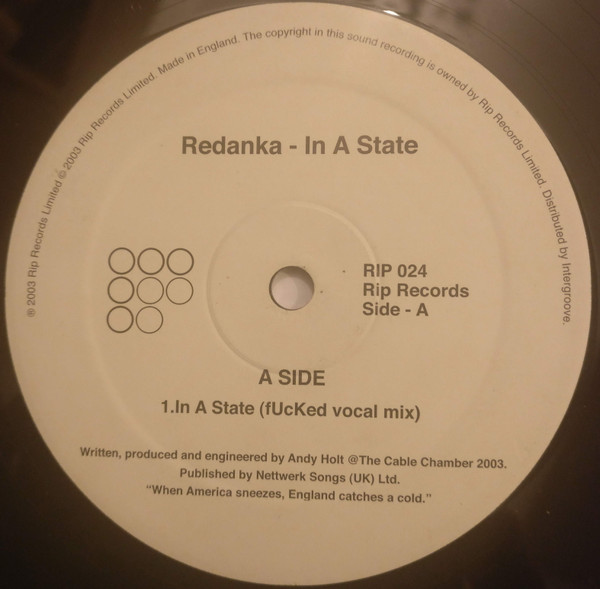 ℗ 2003 Rip Records Limited © 2003 Rip Records Limited. Made in England. The copyright in this sound recording is owned by Rip Records Limited. Distributed by Intergroove.
Redanka - In A State
RIP 024
Rip Records
Side - A
A SIDE
1.In A State (fUcKed vocal mix)
Written, produced and engineered by Andy Holt @The Cable Chamber 2003.
Published by Nettwerk Songs (UK) Ltd.
“When America sneezes, England catches a cold.”